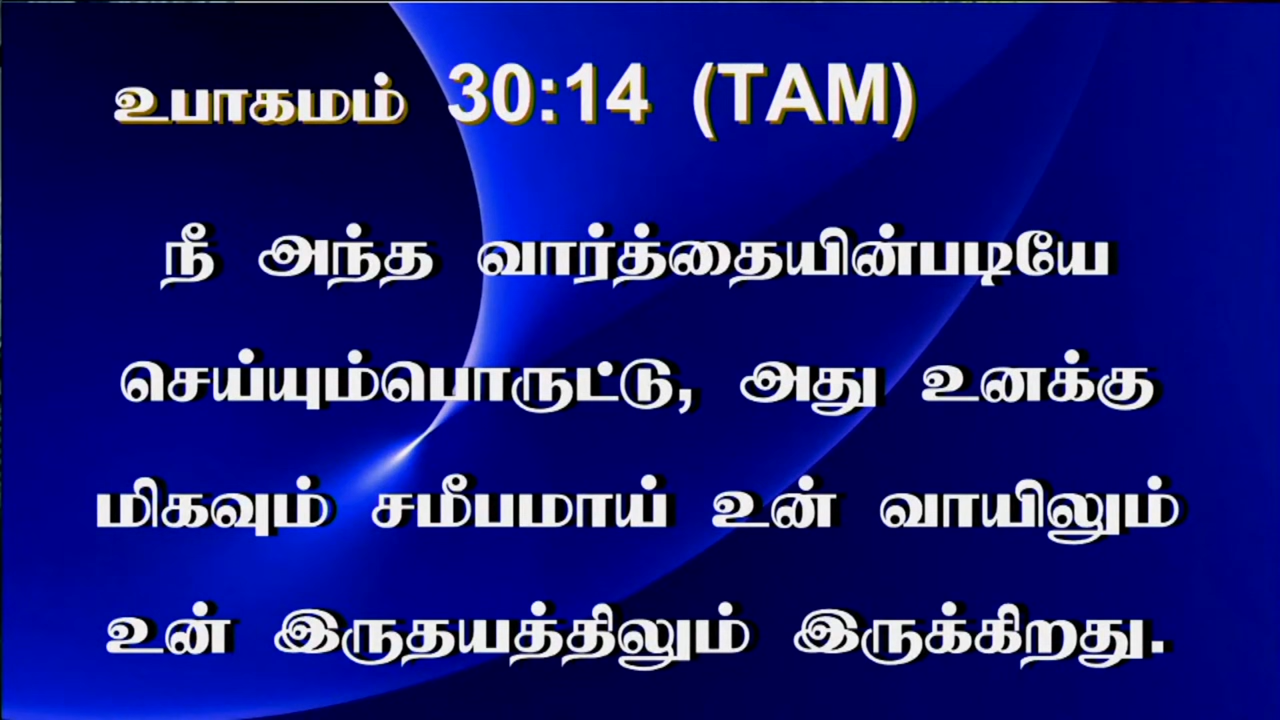 உபாகமம் 30:14 (TAM)
நீ அந்த வார்த்தையின்படியே
செய்யும்பொருட்டு, அது உனக்கு
மிகவும் சமீபமாய் உன் வாயிலும்
உன் இருதயத்திலும் இருக்கிறது.